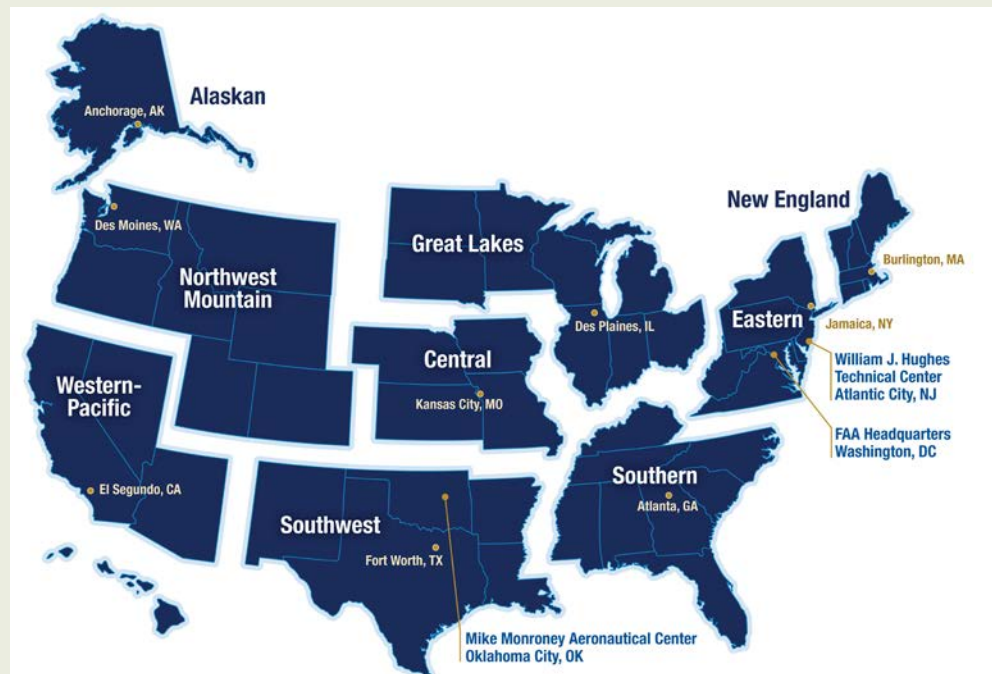 Alaskan
Anchorage, AK
Des Moines, WA
Northwest
Mountain
Great Lakes
New England
Burlington, MA
Des Plaines, IL
Eastern
Jamaica, NY
Central
Kansas City, MO
Western-
Pacific
William J. Hughes
Technical Center
Atlantic City, NJ
FAA Headquarters
Washington, DC
El Segundo, CA
Southern
Atlanta, GA
Southwest
Fort Worth, TX
Mike Monroney Aeronautical Center
Oklahoma City, OK